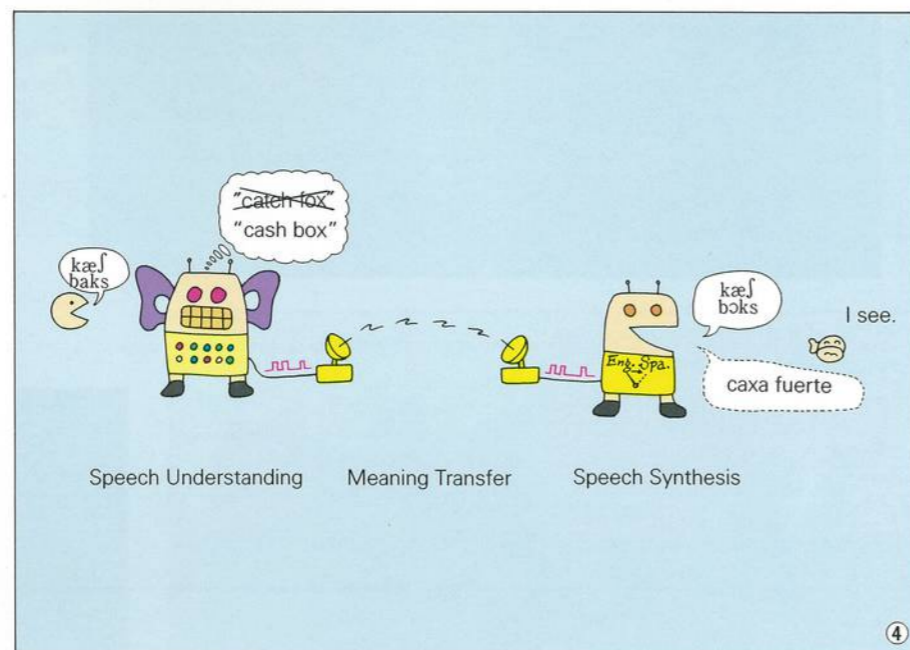 "catch fox"
"cash box"
kæʃ
baks
kæʃ
bɔks
I see.
Eng. Spa.
caxa fuerte
Speech Understanding
Meaning Transfer
Speech Synthesis
④